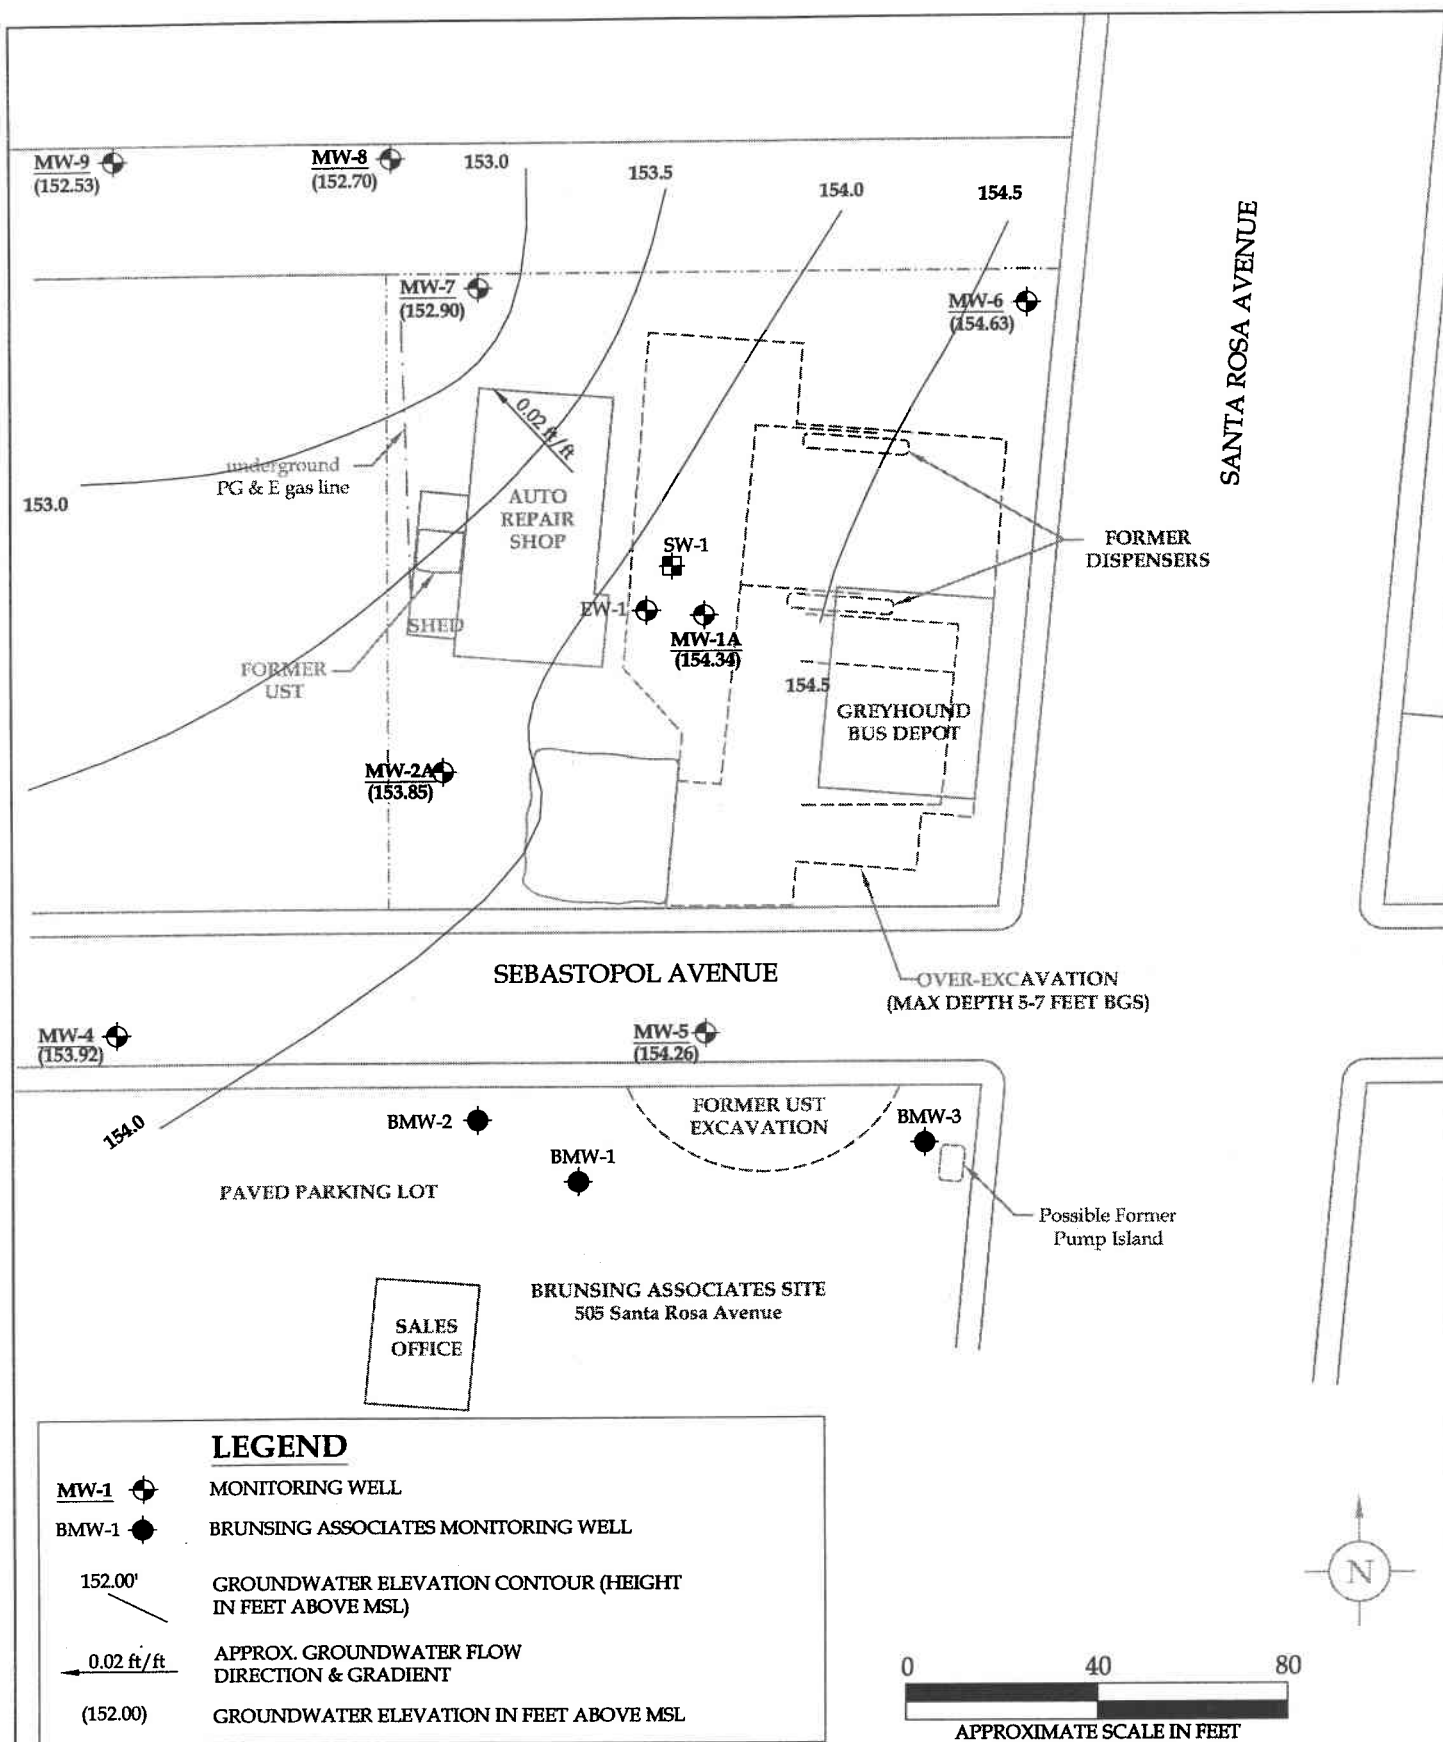 MW-9
(152.53)
MW-8
(152.70)
153.0
153.5
154.0
154.5
SANTA ROSA AVENUE
MW-7
(152.90)
MW-6
(154.63)
0.02 ft/ft
underground
PG & E gas line
153.0
AUTO
REPAIR
SHOP
FORMER
DISPENSERS
SW-1
EW-1
MW-1A
(154.34)
SHED
FORMER
UST
154.5
GREYHOUND
BUS DEPOT
MW-2A
(153.85)
SEBASTOPOL AVENUE
OVER-EXCAVATION
(MAX DEPTH 5-7 FEET BGS)
MW-4
(153.92)
MW-5
(154.26)
154.0
BMW-2
FORMER UST
EXCAVATION
BMW-3
BMW-1
PAVED PARKING LOT
Possible Former
Pump Island
BRUNSING ASSOCIATES SITE
505 Santa Rosa Avenue
SALES
OFFICE
LEGEND
MW-1 MONITORING WELL
BMW-1 BRUNSING ASSOCIATES MONITORING WELL
152.00' GROUNDWATER ELEVATION CONTOUR (HEIGHT
IN FEET ABOVE MSL)
0.02 ft/ft APPROX. GROUNDWATER FLOW
DIRECTION & GRADIENT
(152.00) GROUNDWATER ELEVATION IN FEET ABOVE MSL
N
0 40 80
APPROXIMATE SCALE IN FEET